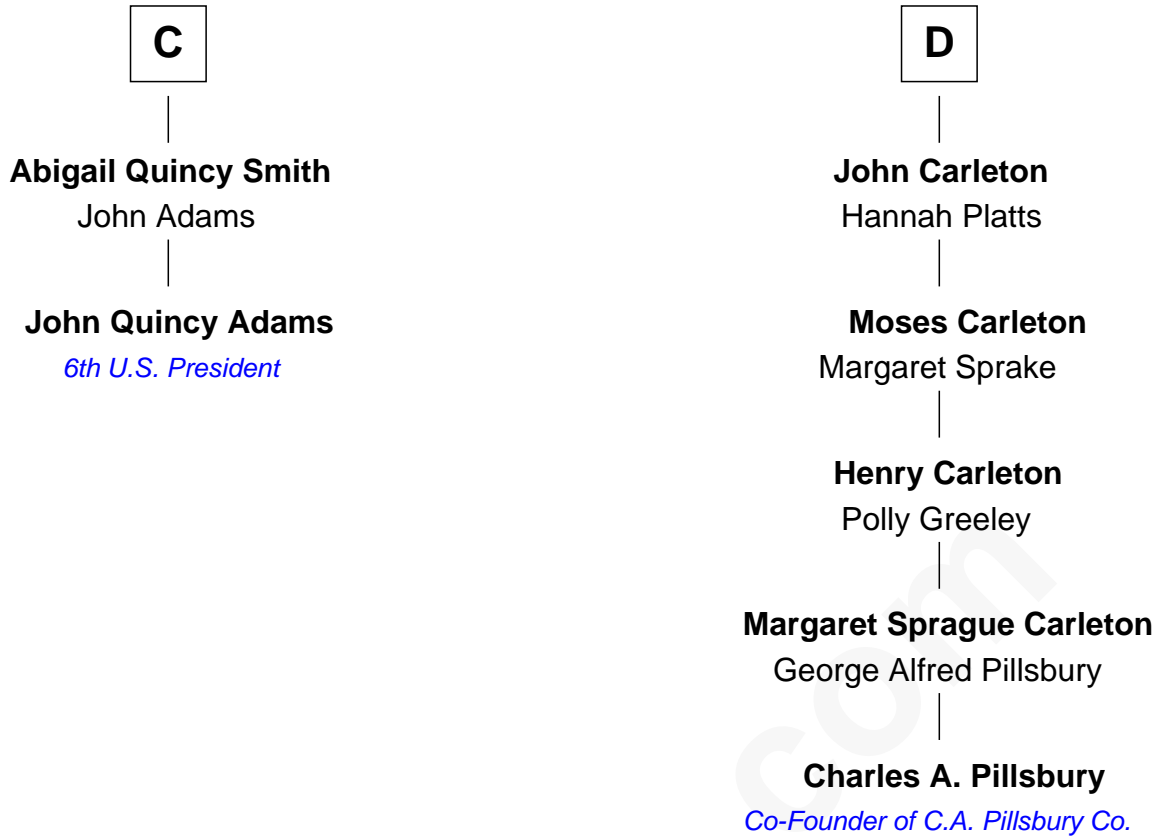 C
Abigail Quincy Smith
John Adams
John Quincy Adams
6th U.S. President
D
John Carleton
Hannah Platts
Moses Carleton
Margaret Sprake
Henry Carleton
Polly Greeley
Margaret Sprague Carleton
George Alfred Pillsbury
Charles A. Pillsbury
Co-Founder of C.A. Pillsbury Co.
com